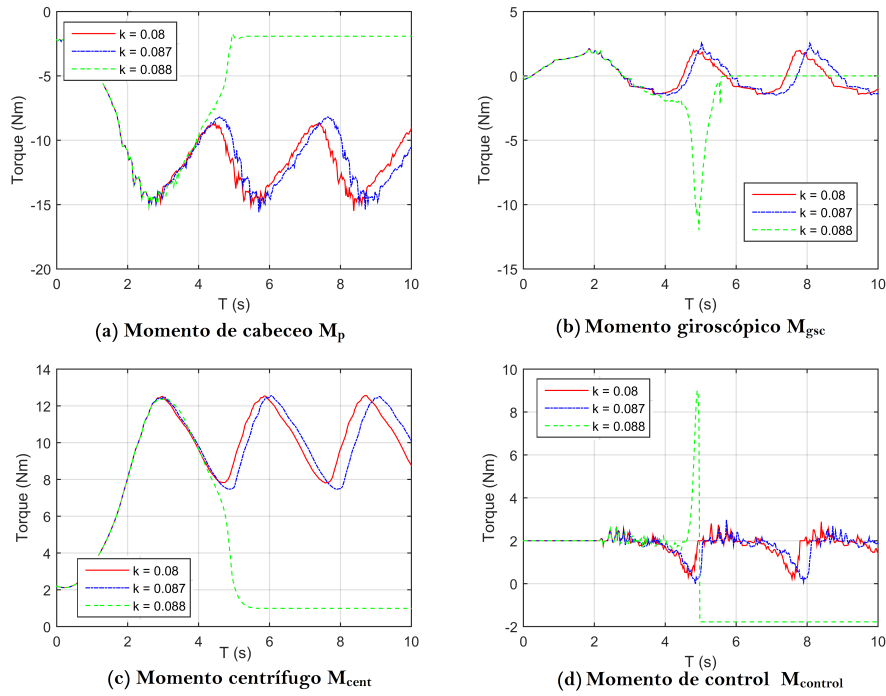 0
-5
-10
-15
-20
Torque (Nm)
k = 0.08
k = 0.087
k = 0.088
0 2 4 6 8 10
T (s)
(a) Momento de cabeceo Mp
5
0
-5
-10
-15
Torque (Nm)
k = 0.08
k = 0.087
k = 0.088
0 2 4 6 8 10
T (s)
(b) Momento giroscópico Mgsc
14
12
10
8
6
4
2
0
Torque (Nm)
k = 0.08
k = 0.087
k = 0.088
0 2 4 6 8 10
T (s)
(c) Momento centrífugo Mcent
10
8
6
4
2
0
-2
Torque (Nm)
k = 0.08
k = 0.087
k = 0.088
0 2 4 6 8 10
T (s)
(d) Momento de control Mcontrol